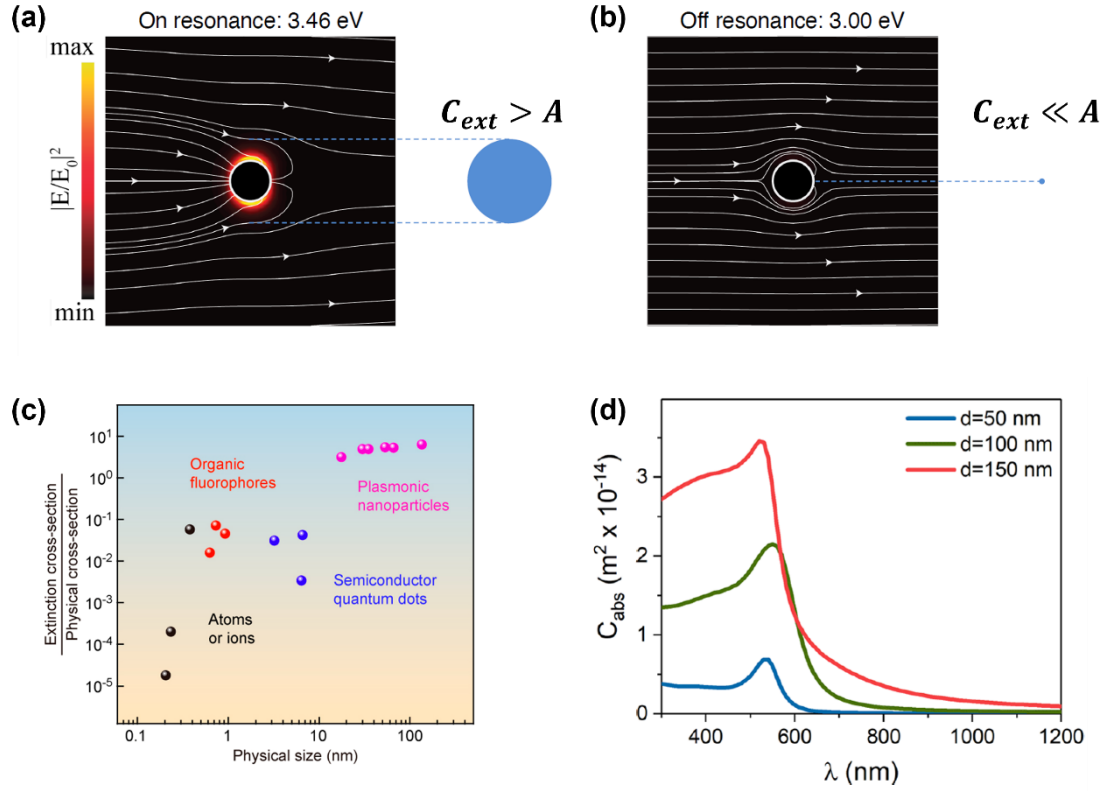 (a)
On resonance: 3.46 eV
max
|E/E₀|²
min
C_ext > A
(b)
Off resonance: 3.00 eV
C_ext ≪ A
(c)
Extinction cross-section
Physical cross-section
10¹
10⁰
10⁻¹
10⁻²
10⁻³
10⁻⁴
10⁻⁵
Organic
fluorophores
Plasmonic
nanoparticles
Semiconductor
quantum dots
Atoms
or ions
0.1
1
10
100
Physical size (nm)
(d)
d=50 nm
d=100 nm
d=150 nm
C_abs (m² x 10⁻¹⁴)
3
2
1
0
400
600
800
1000
1200
λ (nm)